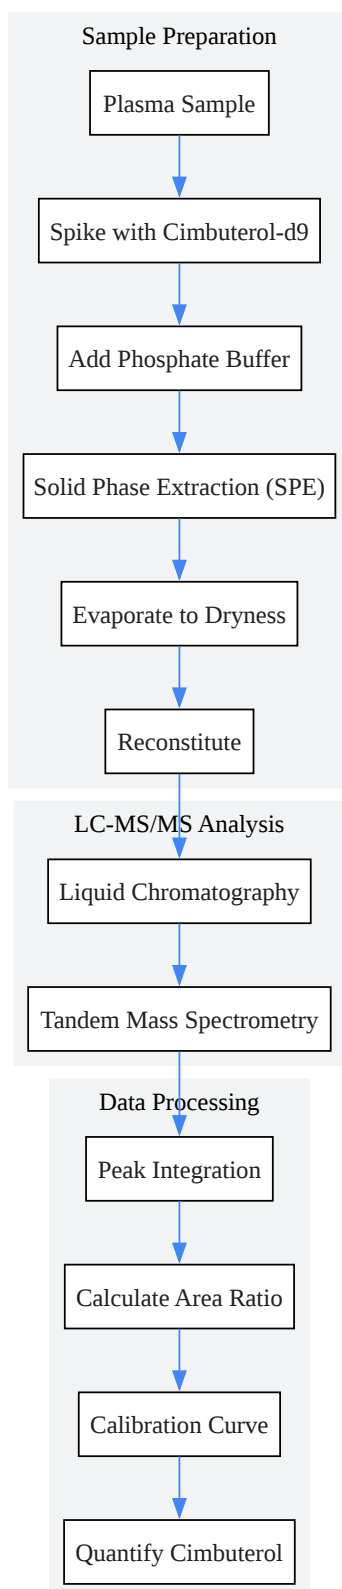 Sample Preparation
Plasma Sample
Spike with Cimbuterol-d9
Add Phosphate Buffer
Solid Phase Extraction (SPE)
Evaporate to Dryness
Reconstitute
LC-MS/MS Analysis
Liquid Chromatography
Tandem Mass Spectrometry
Data Processing
Peak Integration
Calculate Area Ratio
Calibration Curve
Quantify Cimbuterol